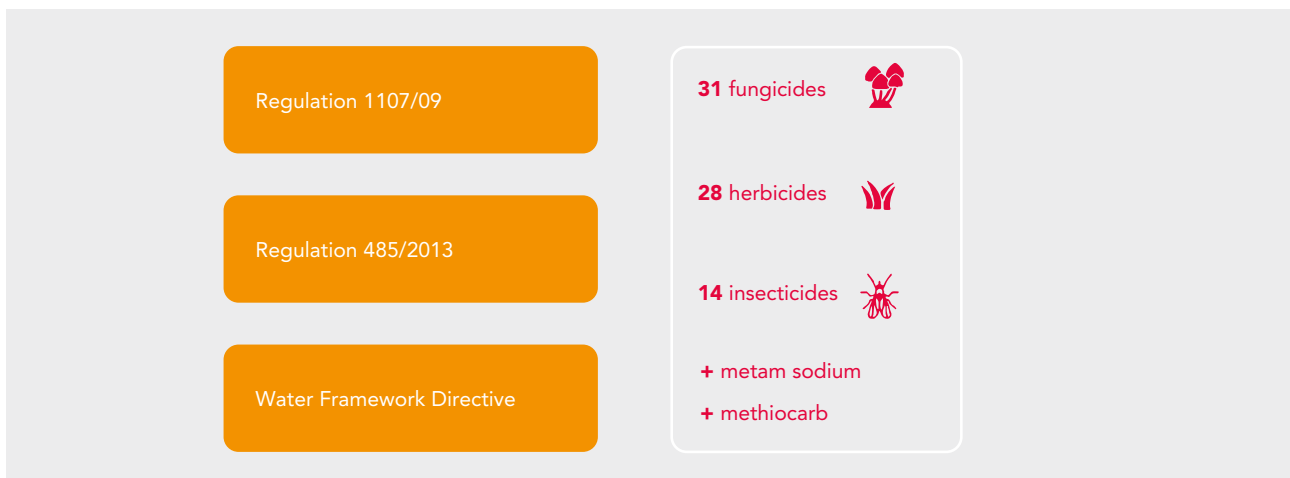 Regulation 1107/09
Regulation 485/2013
Water Framework Directive
31 fungicides
28 herbicides
14 insecticides
+ metam sodium
+ methiocarb